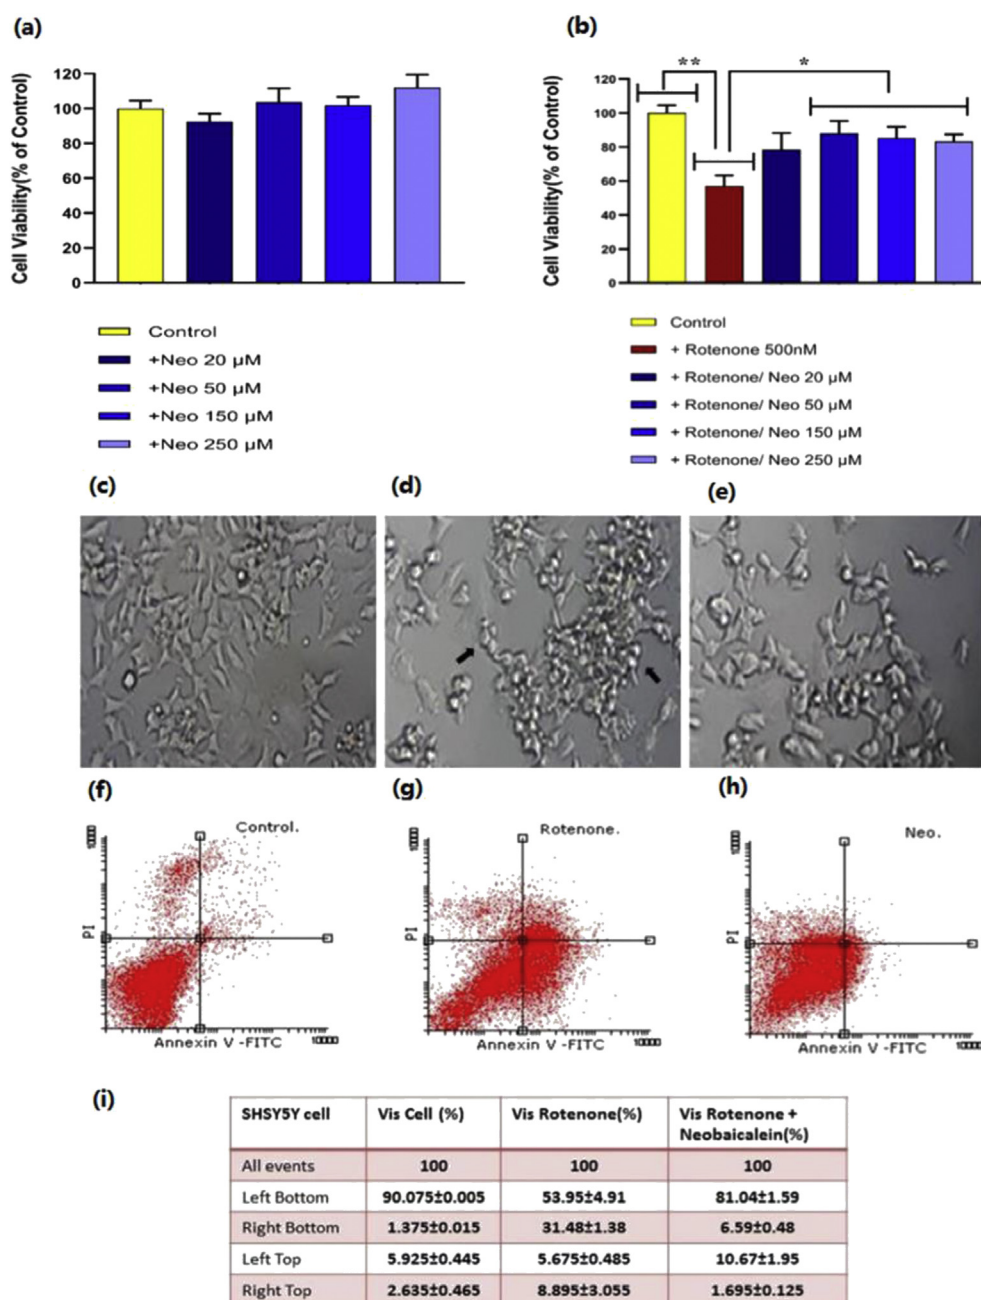 (a)
Cell Viability(% of Control)
120
100
80
60
40
20
0
Control
+Neo 20 μM
+Neo 50 μM
+Neo 150 μM
+Neo 250 μM
(b)
Cell Viability(% of Control)
120
100
80
60
40
20
0
**
*
Control
+ Rotenone 500nM
+ Rotenone/ Neo 20 μM
+ Rotenone/ Neo 50 μM
+ Rotenone/ Neo 150 μM
+ Rotenone/ Neo 250 μM
(c)
(d)
(e)
(f)
Control.
PI
Annexin V -FITC
(g)
Rotenone.
PI
Annexin V -FITC
(h)
Neo.
PI
Annexin V -FITC
(i)
SHSY5Y cell Vis Cell (%) Vis Rotenone(%) Vis Rotenone +
Neobaicalein(%)
All events 100 100 100
Left Bottom 90.075±0.005 53.95±4.91 81.04±1.59
Right Bottom 1.375±0.015 31.48±1.38 6.59±0.48
Left Top 5.925±0.445 5.675±0.485 10.67±1.95
Right Top 2.635±0.465 8.895±3.055 1.695±0.125